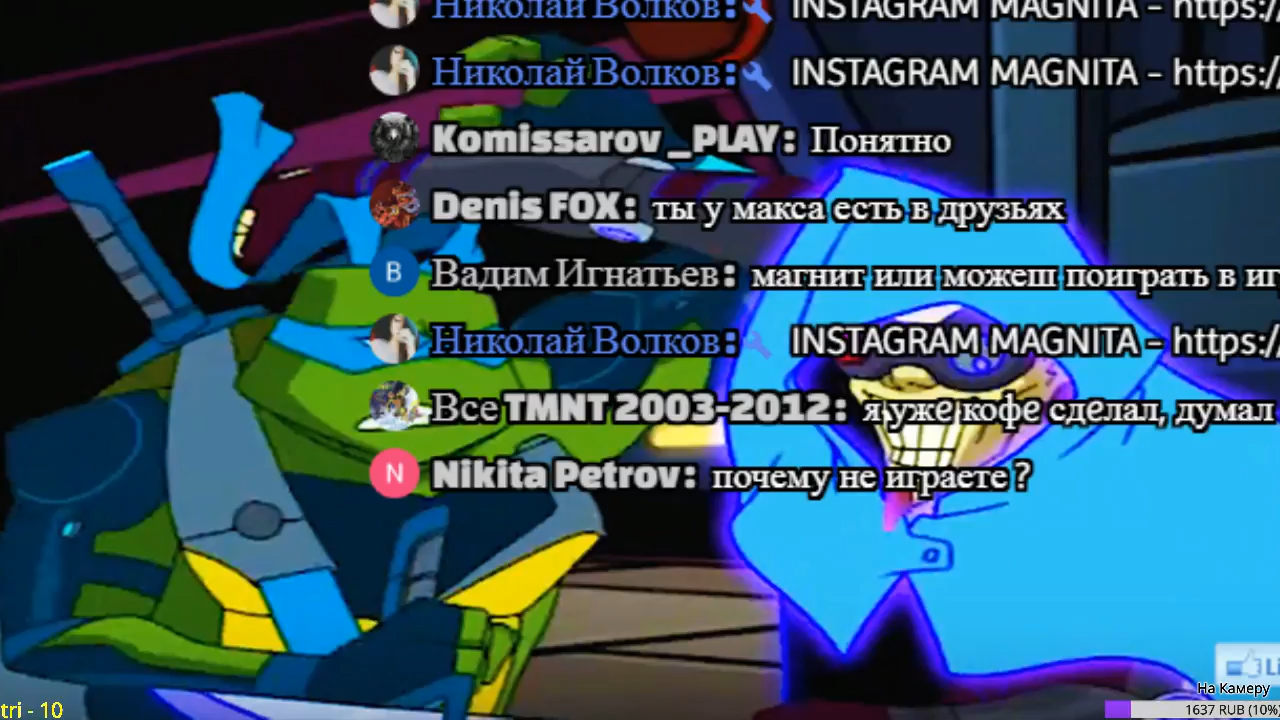 Николай Волков: INSTAGRAM MAGNITA - https:/
Николай Волков: INSTAGRAM MAGNITA - https:/
Komissarov_PLAY: Понятно
Denis FOX: ты у макса есть в друзьях
В Вадим Игнатьев: магнит или можеш поиграть в иг
Николай Волков: INSTAGRAM MAGNITA - https:/
Все TMNT 2003-2012: я уже кофе сделал, думал
N Nikita Petrov: почему не играете ?
Li
На Камеру
tri - 10
1637 RUB (10%